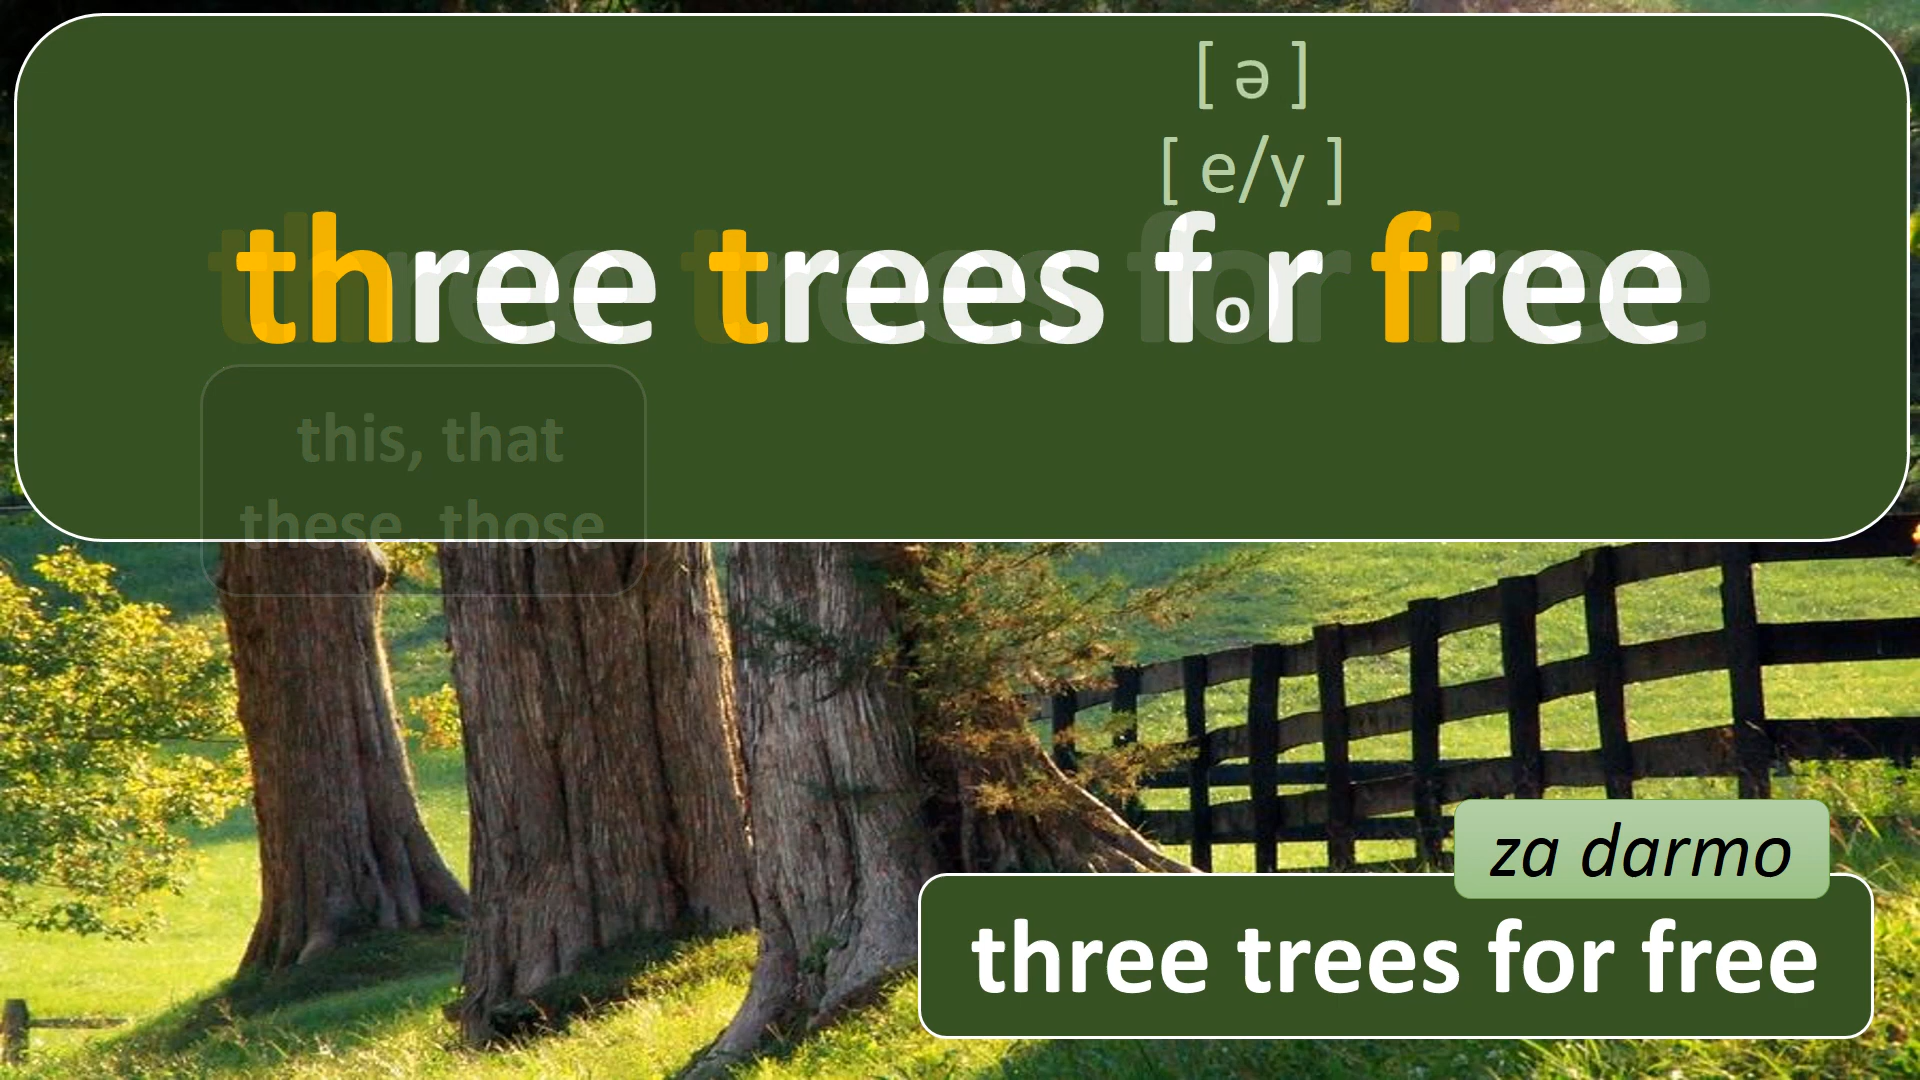 [ ə ]
[ e/y ]
three trees for free
this, that
these, those
za darmo
three trees for free